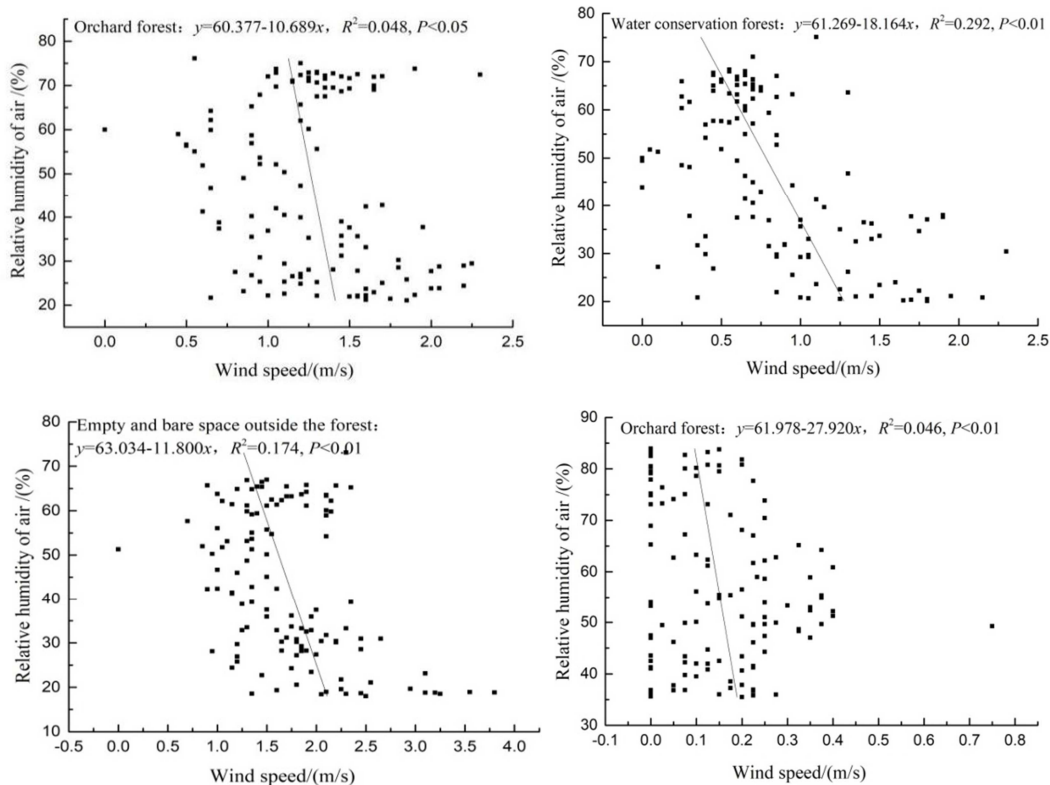 Orchard forest：y=60.377-10.689x，R²=0.048, P<0.05
80
70
60
50
40
30
20
Relative humidity of air /(%)
0.0 0.5 1.0 1.5 2.0 2.5
Wind speed/(m/s)
Water conservation forest：y=61.269-18.164x，R²=0.292, P<0.01
80
70
60
50
40
30
20
Relative humidity of air /(%)
0.0 0.5 1.0 1.5 2.0 2.5
Wind speed/(m/s)
Empty and bare space outside the forest：
y=63.034-11.800x，R²=0.174, P<0.01
80
70
60
50
40
30
20
10
Relative humidity of air /(%)
-0.5 0.0 0.5 1.0 1.5 2.0 2.5 3.0 3.5 4.0
Wind speed/(m/s)
Orchard forest：y=61.978-27.920x，R²=0.046, P<0.01
90
80
70
60
50
40
30
Relative humidity of air /(%)
-0.1 0.0 0.1 0.2 0.3 0.4 0.5 0.6 0.7 0.8
Wind speed/(m/s)